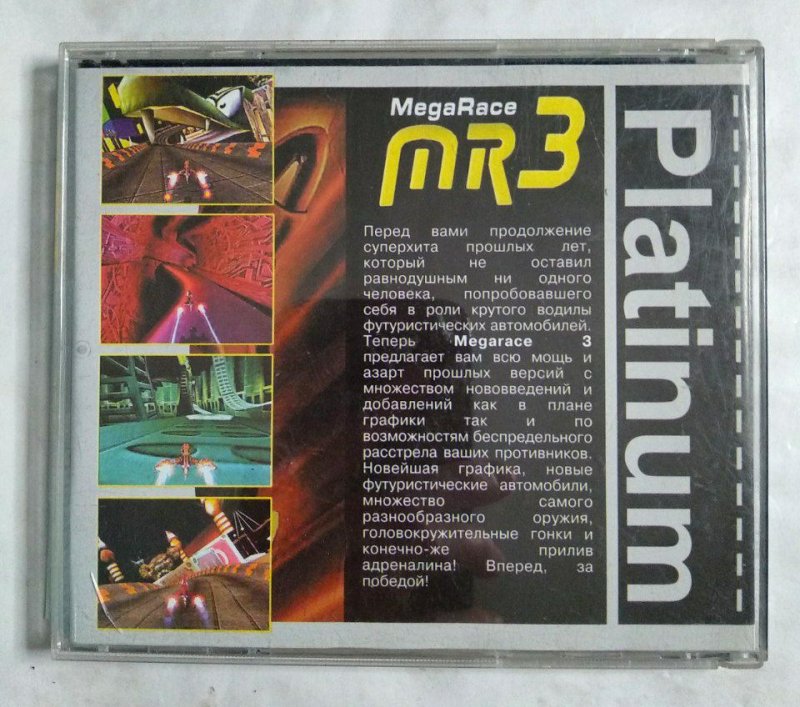 MegaRace
MR3
Перед вами продолжение
суперхита прошлых лет,
который не оставил
равнодушным ни одного
человека, попробовавшего
себя в роли крутого водилы
футуристических автомобилей.
Теперь Megarace 3
предлагает вам всю мощь и
азарт прошлых версий с
множеством нововведений и
добавлений как в плане
графики так и по
возможностям беспредельного
расстрела ваших противников.
Новейшая графика, новые
футуристические автомобили,
множество самого
разнообразного оружия,
головокружительные гонки и
конечно-же прилив
адреналина! Вперед, за
победой!
Platinum